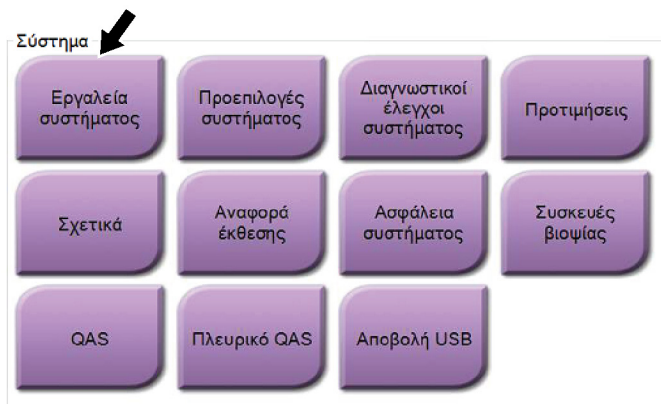 Σύστημα
Εργαλεία
συστήματος
Προεπιλογές
συστήματος
Διαγνωστικοί
έλεγχοι
συστήματος
Προτιμήσεις
Σχετικά
Αναφορά
έκθεσης
Ασφάλεια
συστήματος
Συσκευές
βιοψίας
QAS
Πλευρικό QAS
Αποβολή USB